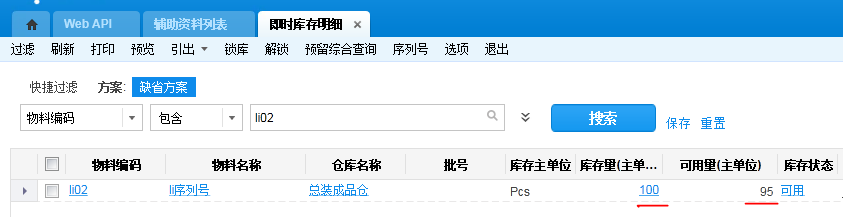 Web API 辅助资料列表 即时库存明细 ×
过滤 刷新 打印 预览 引出 锁库 解锁 预留综合查询 序列号 选项 退出
快捷过滤 方案: 缺省方案
物料编码 包含 li02 搜索 保存 重置
物料编码 物料名称 仓库名称 批号 库存主单位 库存量(主单... 可用量(主单位) 库存状态
li02 li序列号 总装成品仓 Pcs 100 95 可用